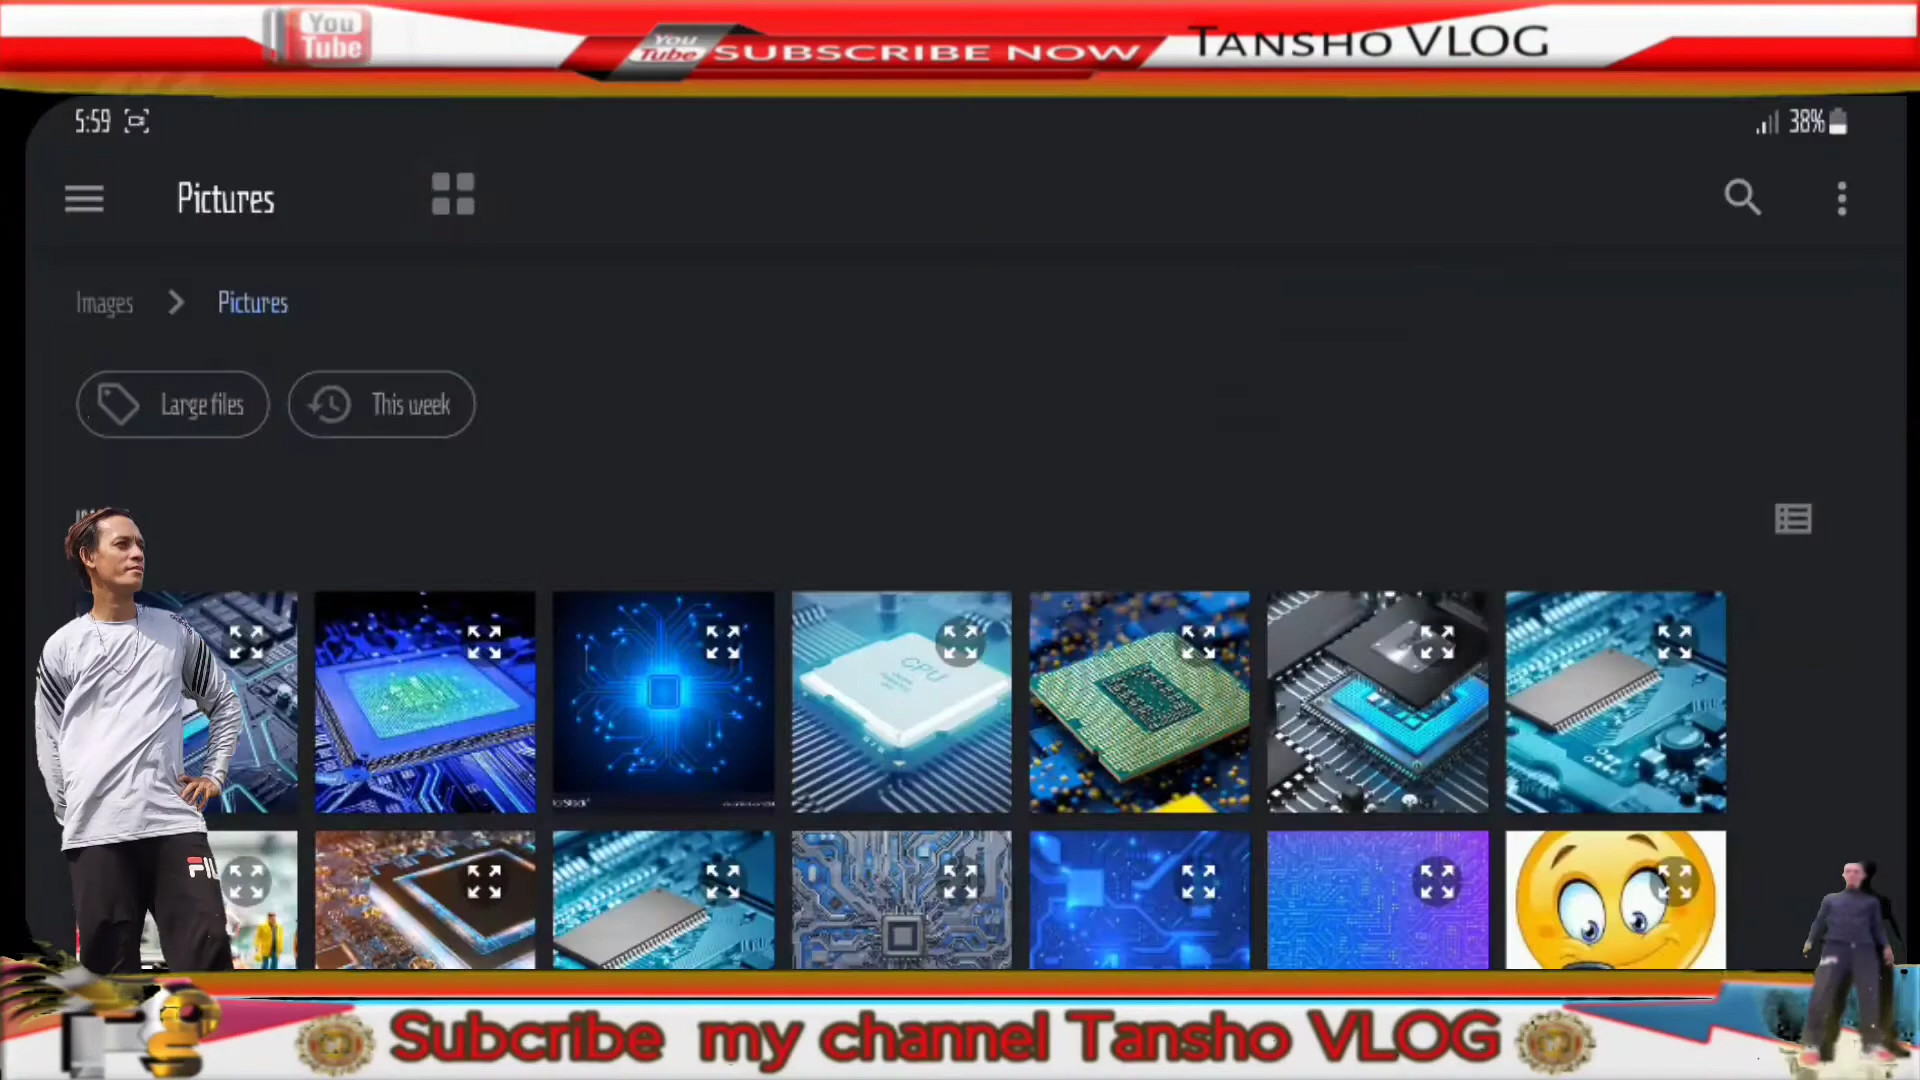 You
Tube
You
Tube SUBSCRIBE NOW
TANSHO VLOG
5:59
38%
Pictures
Images
Pictures
Large files
This week
CPU
FIL
Subcribe my channel Tansho VLOG